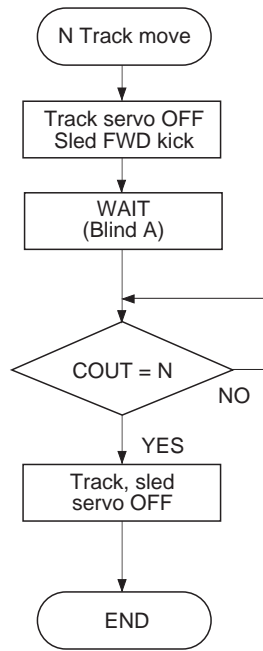 N Track move
Track servo OFF
Sled FWD kick
WAIT
(Blind A)
COUT = N
NO
YES
Track, sled
servo OFF
END